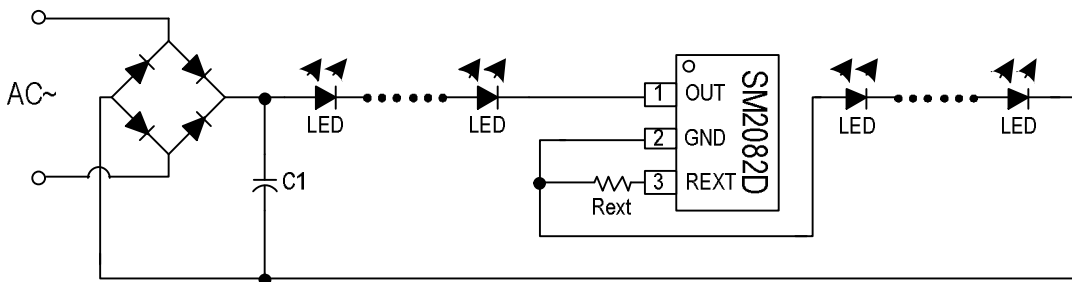 AC~
C1
LED
LED
1 OUT
2 GND
3 REXT
SM2082D
Rext
LED
LED